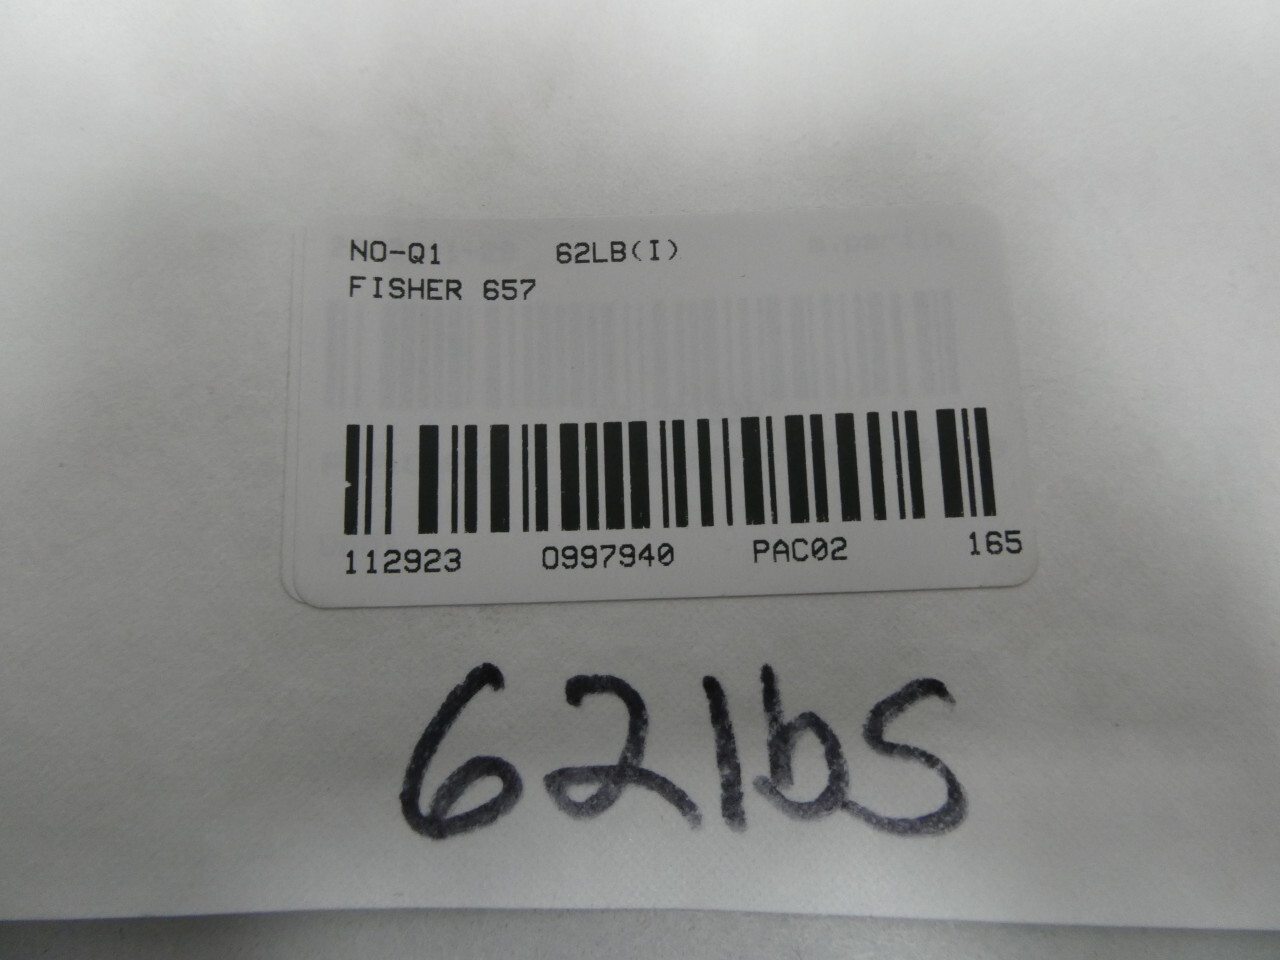 NO-Q1 62LB(I)
FISHER 657
112923 0997940 PAC02 165
62lbs